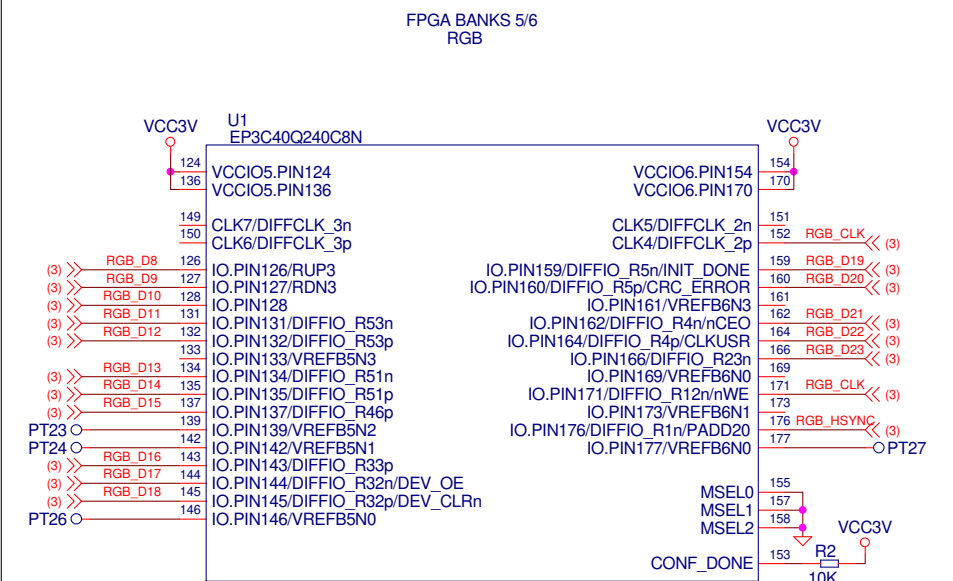 FPGA BANKS 5/6
RGB
U1
EP3C40Q240C8N
VCC3V
VCC3V
124 VCCIO5.PIN124 VCCIO6.PIN154 154
136 VCCIO5.PIN136 VCCIO6.PIN170 170
149 CLK7/DIFFCLK_3n CLK5/DIFFCLK_2n 151
150 CLK6/DIFFCLK_3p CLK4/DIFFCLK_2p 152 RGB_CLK (3)
(3) RGB_D8 126 IO.PIN126/RUP3 IO.PIN159/DIFFIO_R5n/INIT_DONE 159 RGB_D19 (3)
(3) RGB_D9 127 IO.PIN127/RDN3 IO.PIN160/DIFFIO_R5p/CRC_ERROR 160 RGB_D20 (3)
(3) RGB_D10 128 IO.PIN128 IO.PIN161/VREFB6N3 161
(3) RGB_D11 131 IO.PIN131/DIFFIO_R53n IO.PIN162/DIFFIO_R4n/nCEO 162 RGB_D21 (3)
(3) RGB_D12 132 IO.PIN132/DIFFIO_R53p IO.PIN164/DIFFIO_R4p/CLKUSR 164 RGB_D22 (3)
133 IO.PIN133/VREFB5N3 IO.PIN166/DIFFIO_R23n 166 RGB_D23 (3)
(3) RGB_D13 134 IO.PIN134/DIFFIO_R51n IO.PIN169/VREFB6N0 169
(3) RGB_D14 135 IO.PIN135/DIFFIO_R51p IO.PIN171/DIFFIO_R12n/nWE 171 RGB_CLK (3)
(3) RGB_D15 137 IO.PIN137/DIFFIO_R46p IO.PIN173/VREFB6N1 173
PT23 139 IO.PIN139/VREFB5N2 IO.PIN176/DIFFIO_R1n/PADD20 176 RGB_HSYNC (3)
PT24 142 IO.PIN142/VREFB5N1 IO.PIN177/VREFB6N0 177 PT27
(3) RGB_D16 143 IO.PIN143/DIFFIO_R33p
(3) RGB_D17 144 IO.PIN144/DIFFIO_R32n/DEV_OE
(3) RGB_D18 145 IO.PIN145/DIFFIO_R32p/DEV_CLRn
PT26 146 IO.PIN146/VREFB5N0
MSEL0 155
MSEL1 157
MSEL2 158
VCC3V
CONF_DONE 153 R2
10K